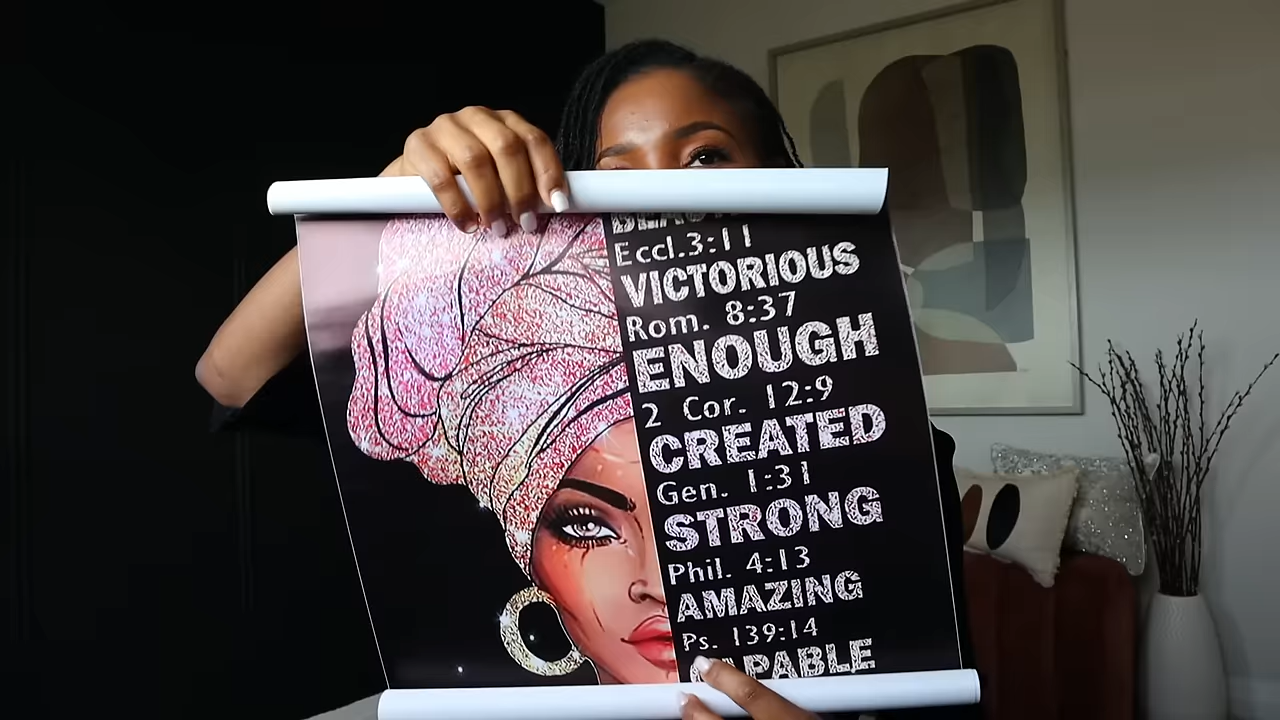 Eccl.3:11
VICTORIOUS
Rom. 8:37
ENOUGH
2 Cor. 12:9
CREATED
Gen. 1:31
STRONG
Phil. 4:13
AMAZING
Ps. 139:14